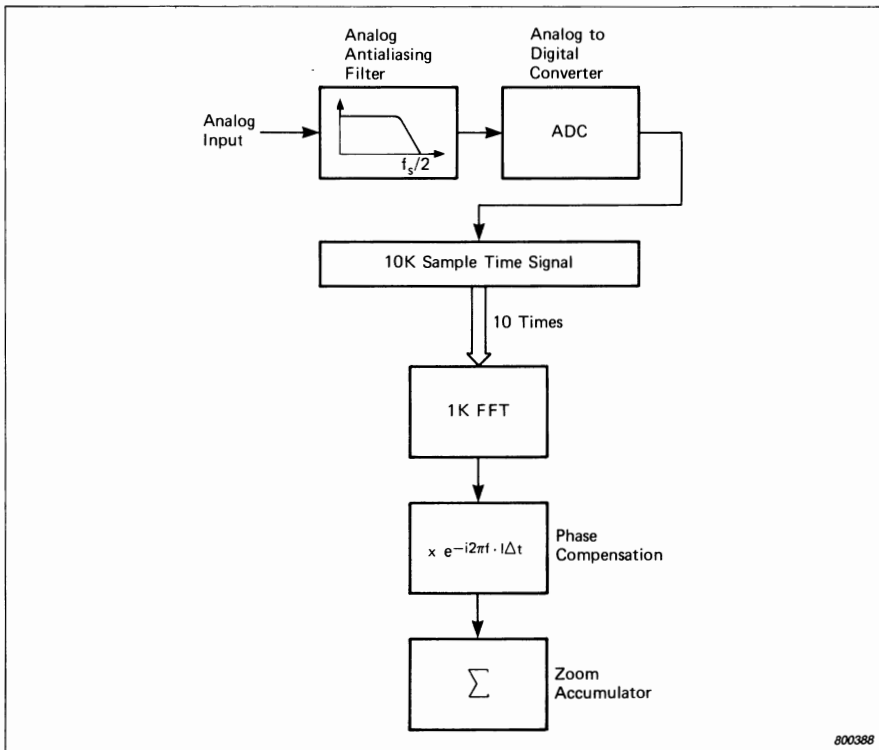 Analog
Antialiasing
Filter
Analog to
Digital
Converter
Analog
Input
f_s/2
ADC
10K Sample Time Signal
10 Times
1K FFT
x e^{-i2πf · lΔt}
Phase
Compensation
Σ
Zoom
Accumulator
800388